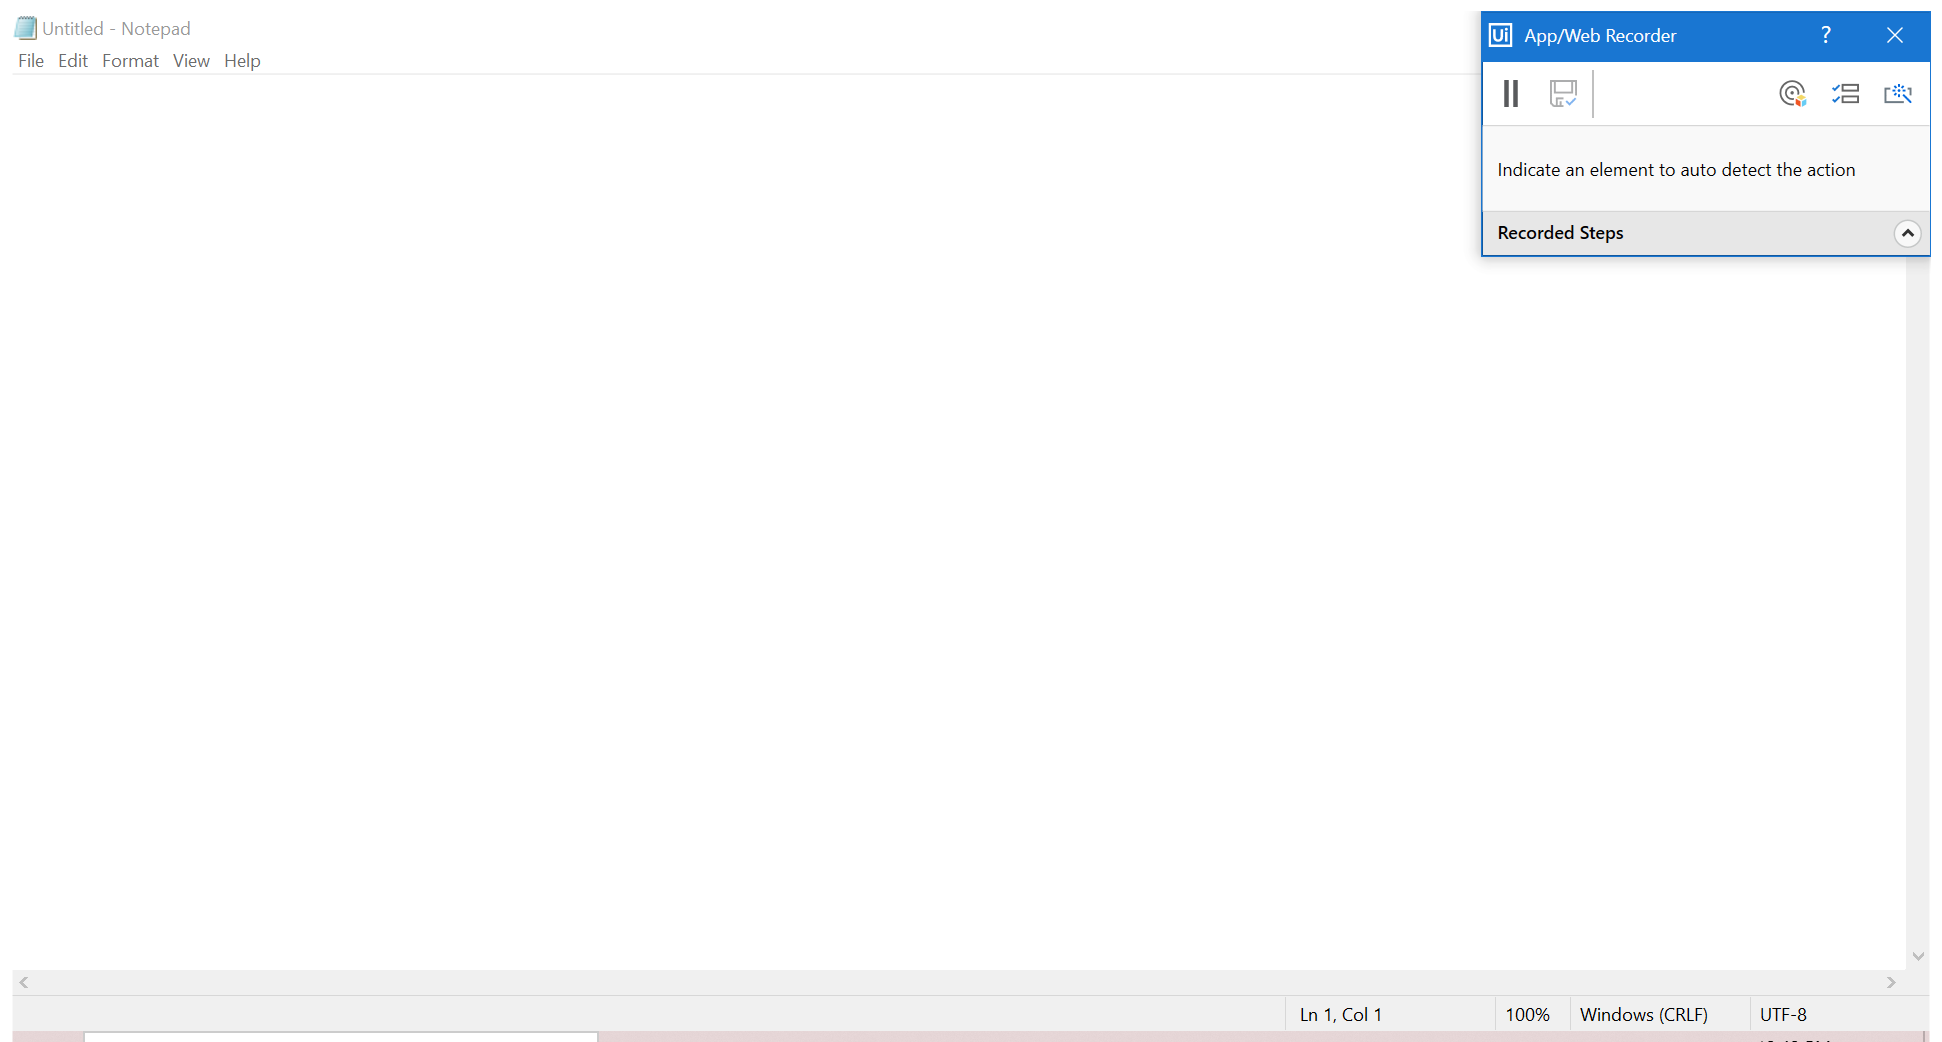 Untitled - Notepad
File Edit Format View Help
Ui App/Web Recorder ?
Indicate an element to auto detect the action
Recorded Steps
Ln 1, Col 1 100% Windows (CRLF) UTF-8